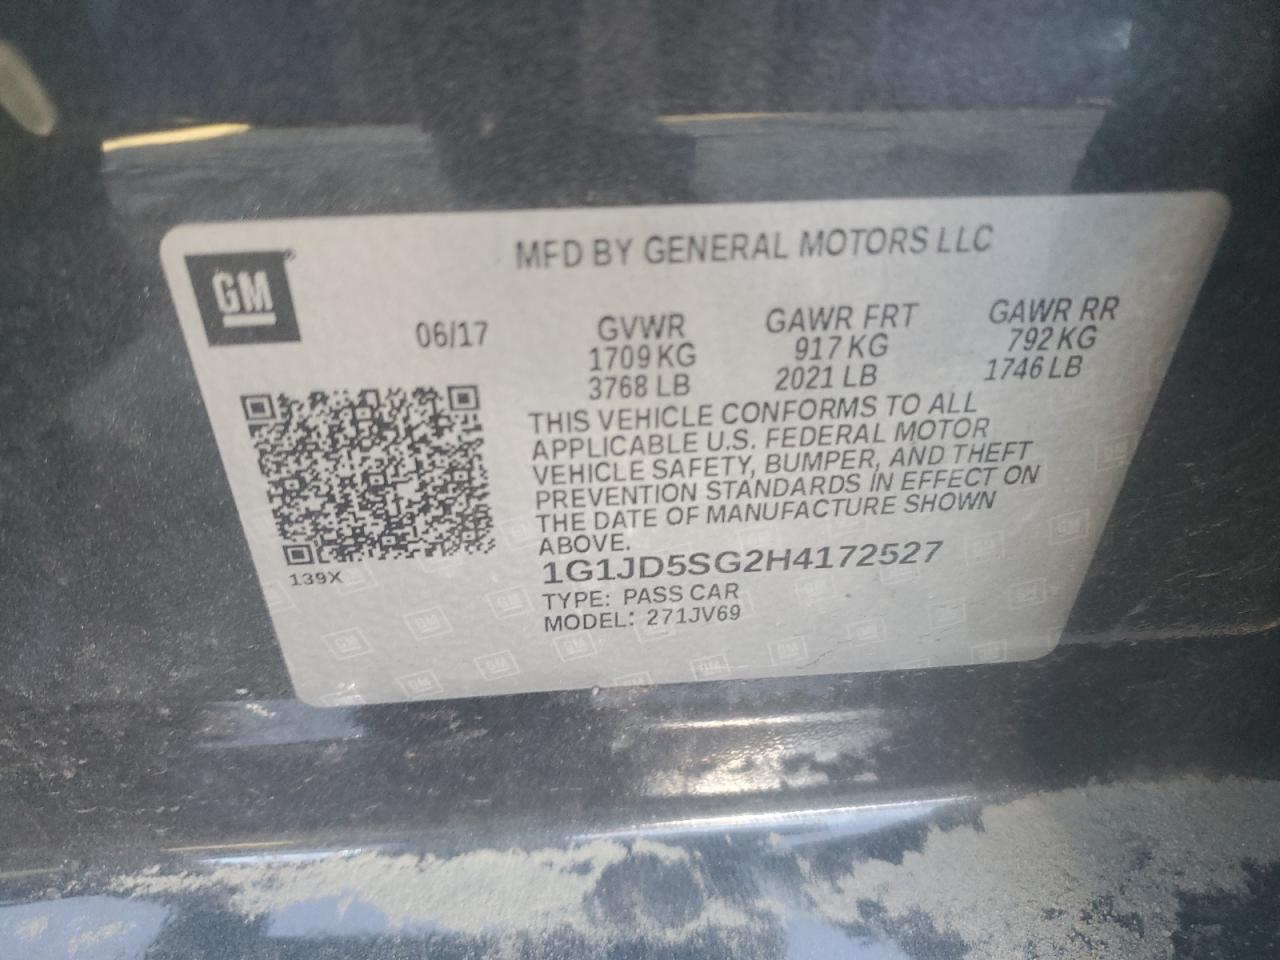 GM®
MFD BY GENERAL MOTORS LLC
06/17
GVWR
1709 KG
3768 LB
GAWR FRT
917 KG
2021 LB
GAWR RR
792 KG
1746 LB
THIS VEHICLE CONFORMS TO ALL
APPLICABLE U.S. FEDERAL MOTOR
VEHICLE SAFETY, BUMPER, AND THEFT
PREVENTION STANDARDS IN EFFECT ON
THE DATE OF MANUFACTURE SHOWN
ABOVE.
139X
1G1JD5SG2H4172527
TYPE: PASS CAR
MODEL: 271JV69